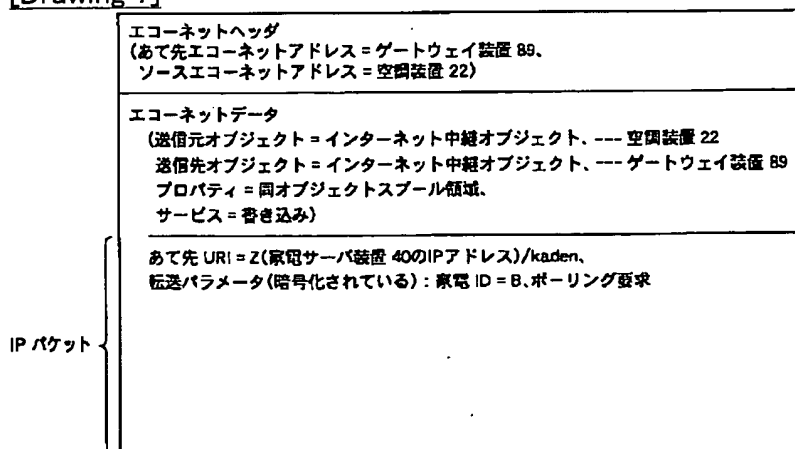 [Drawing 7]
エコーネットヘッダ
(あて先エコーネットアドレス = ゲートウェイ装置 89、
ソースエコーネットアドレス = 空調装置 22)
エコーネットデータ
(送信元オブジェクト = インターネット中継オブジェクト、--- 空調装置 22
送信先オブジェクト = インターネット中継オブジェクト、--- ゲートウェイ装置 89
プロパティ = 同オブジェクトスプール領域、
サービス = 書き込み)
あて先 URI = Z(家電サーバ装置 40のIPアドレス)/kaden、
転送パラメータ(暗号化されている) : 家電 ID = B、ポーリング要求
IP パケット